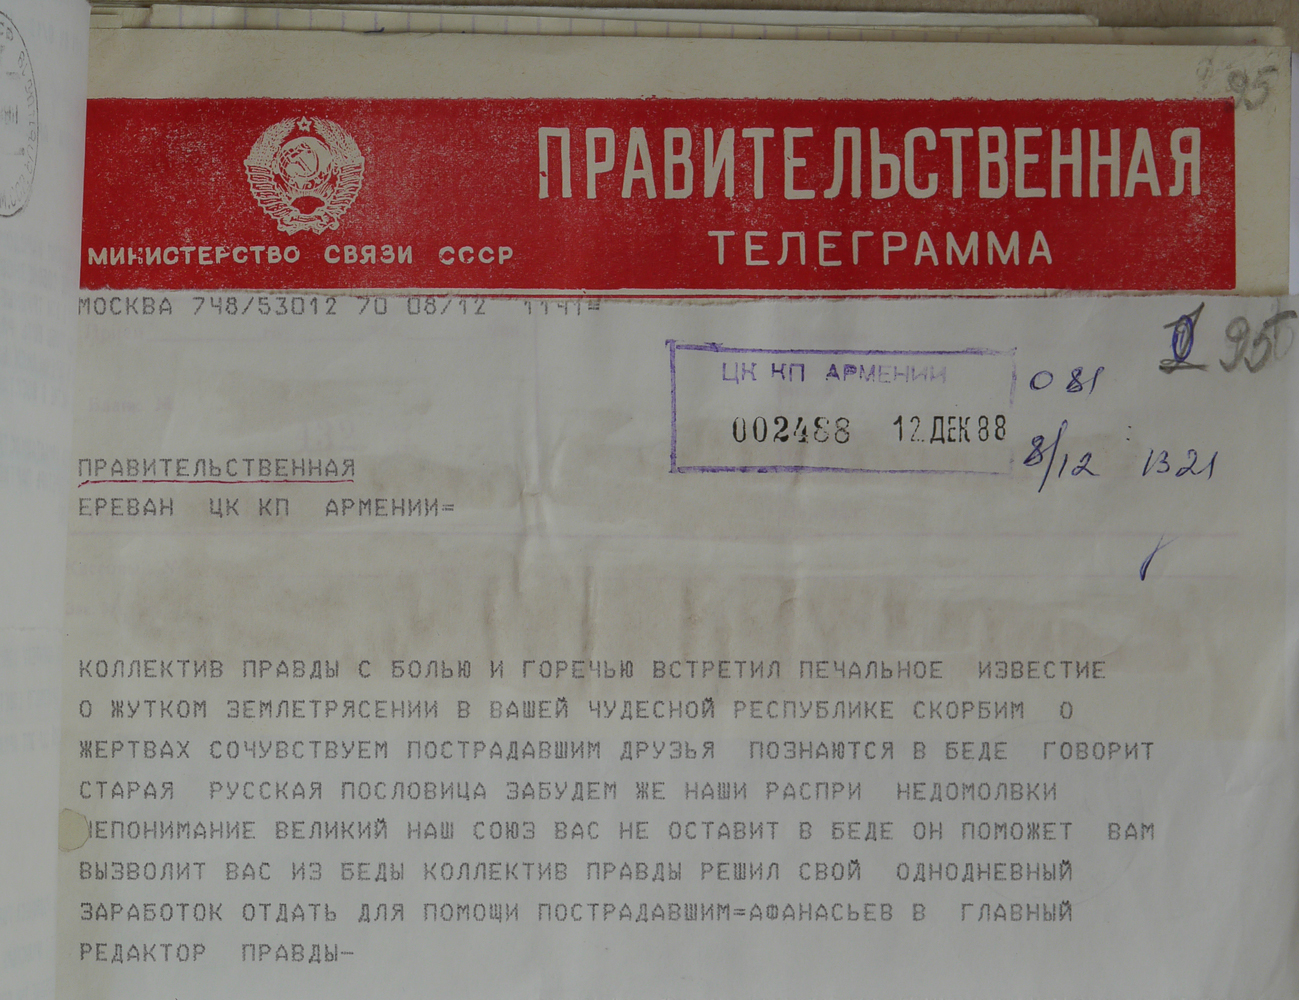 95
ПРАВИТЕЛЬСТВЕННАЯ
МИНИСТЕРСТВО СВЯЗИ СССР
ТЕЛЕГРАММА
МОСКВА 748/53012 70 08/12 1141=
95
ЦК КП АРМЕНИИ
081
002488 12 ДЕК 88
8/12 13 21
ПРАВИТЕЛЬСТВЕННАЯ
ЕРЕВАН ЦК КП АРМЕНИИ=
КОЛЛЕКТИВ ПРАВДЫ С БОЛЬЮ И ГОРЕЧЬЮ ВСТРЕТИЛ ПЕЧАЛЬНОЕ ИЗВЕСТИЕ
О ЖУТКОМ ЗЕМЛЕТРЯСЕНИИ В ВАШЕЙ ЧУДЕСНОЙ РЕСПУБЛИКЕ СКОРБИМ О
ЖЕРТВАХ СОЧУВСТВУЕМ ПОСТРАДАВШИМ ДРУЗЬЯ ПОЗНАЮТСЯ В БЕДЕ ГОВОРИТ
СТАРАЯ РУССКАЯ ПОСЛОВИЦА ЗАБУДЕМ ЖЕ НАШИ РАСПРИ НЕДОМОЛВКИ
НЕПОНИМАНИЕ ВЕЛИКИЙ НАШ СОЮЗ ВАС НЕ ОСТАВИТ В БЕДЕ ОН ПОМОЖЕТ ВАМ
ВЫЗВОЛИТ ВАС ИЗ БЕДЫ КОЛЛЕКТИВ ПРАВДЫ РЕШИЛ СВОЙ ОДНОДНЕВНЫЙ
ЗАРАБОТОК ОТДАТЬ ДЛЯ ПОМОЩИ ПОСТРАДАВШИМ=АФАНАСЬЕВ В ГЛАВНЫЙ
РЕДАКТОР ПРАВДЫ-